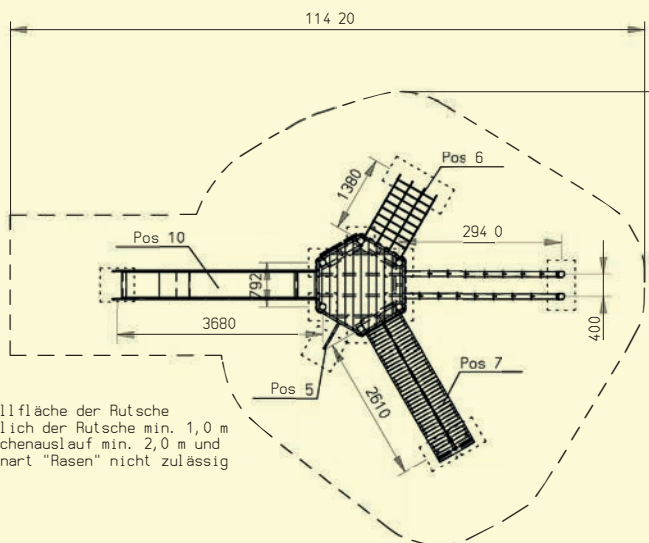 114 20
Pos 6
1380
294 0
Pos 10
792
3680
400
Pos 5
Pos 7
2610
llfläche der Rutsche
lich der Rutsche min. 1,0 m
chenauslauf min. 2,0 m und
nart "Rasen" nicht zulässig